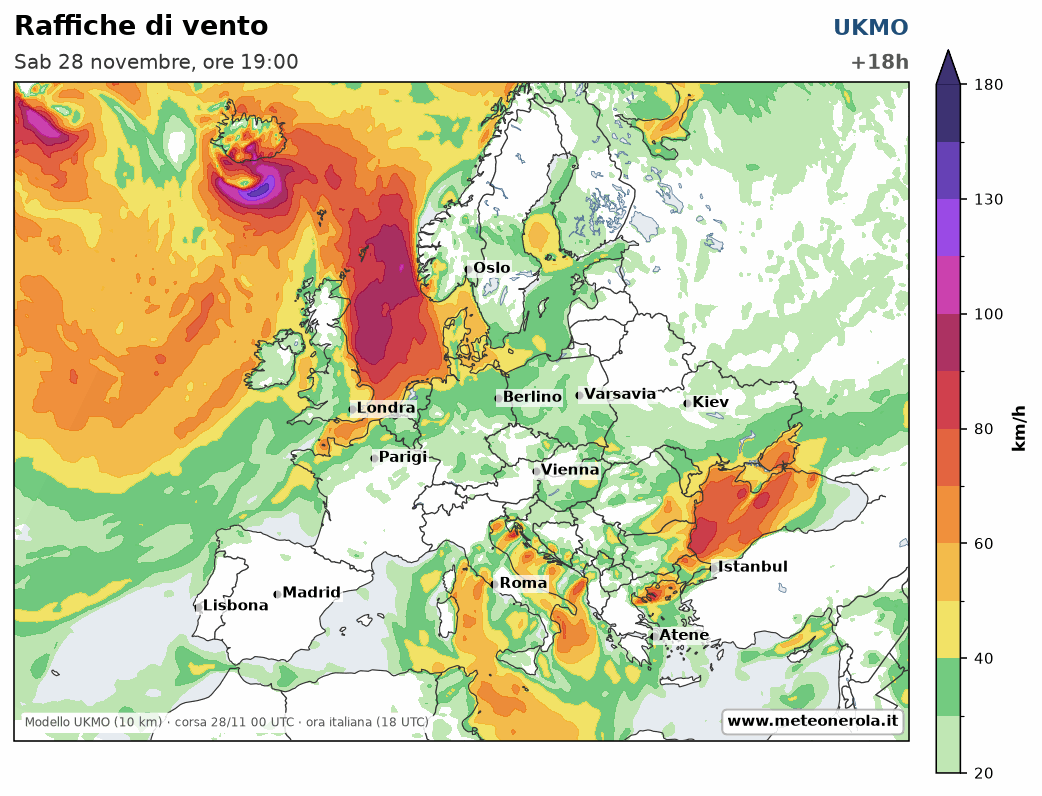 Raffiche di vento
UKMO
Sab 28 novembre, ore 19:00
+18h
180
130
100
80
60
40
20
km/h
Oslo
Berlino
Varsavia
Kiev
Londra
Parigi
Vienna
Istanbul
Roma
Madrid
Lisbona
Atene
Modello UKMO (10 km) · corsa 28/11 00 UTC · ora italiana (18 UTC)
www.meteonerola.it